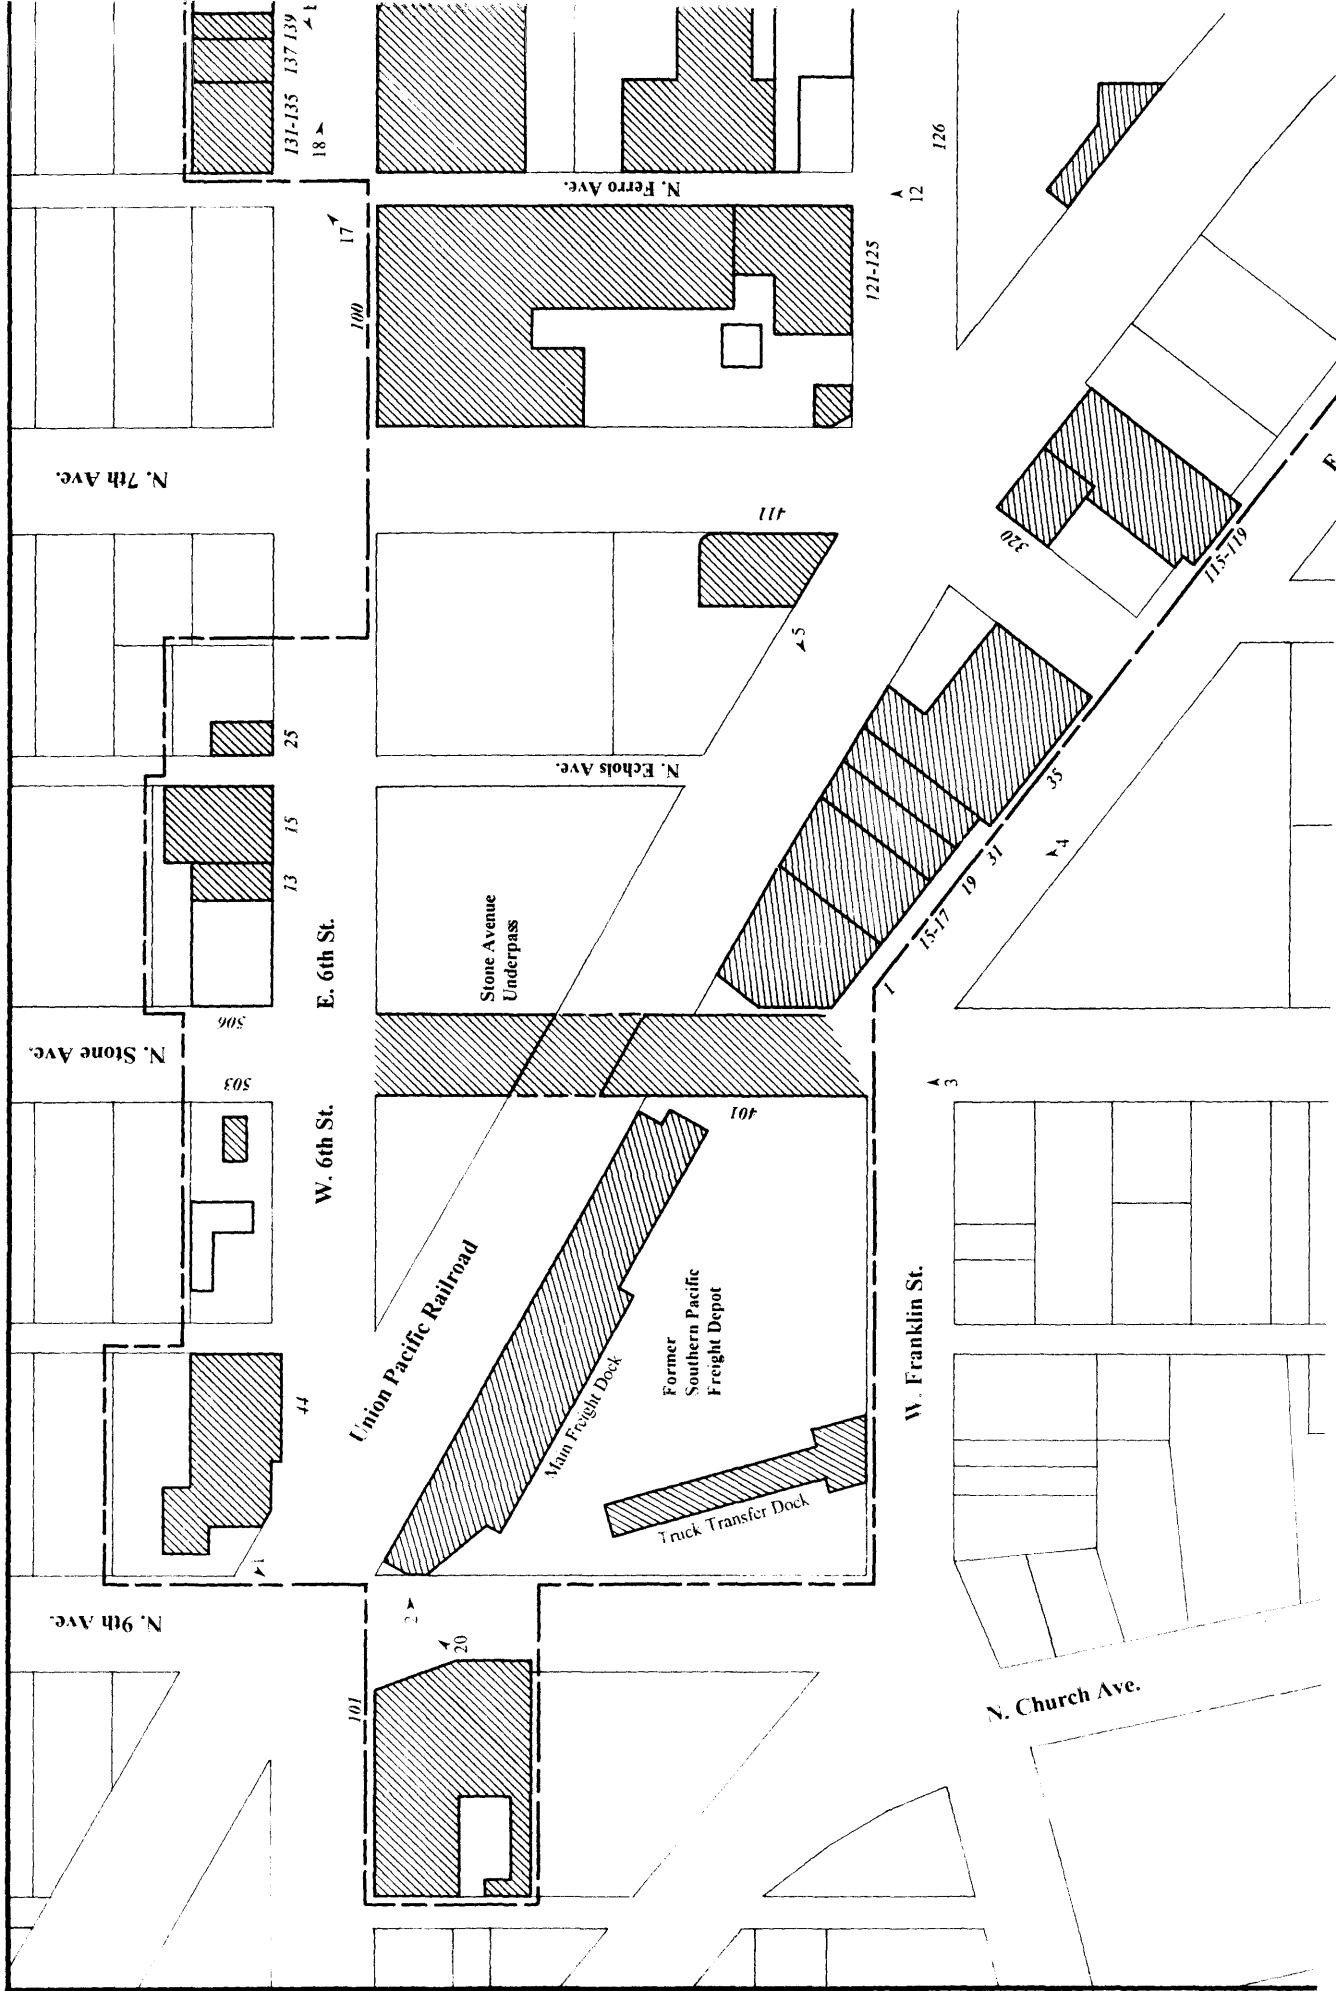 N. 9th Ave.
N. Stone Ave.
N. 7th Ave.
44
503
506
13
15
25
131-135
137
139
1
W. 6th St.
E. 6th St.
18
17
101
100
2
20
Union Pacific Railroad
Stone Avenue
Underpass
N. Echols Ave.
N. Ferro Ave.
Main Freight Dock
Former
Southern Pacific
Freight Depot
401
411
Truck Transfer Dock
5
121-125
W. Franklin St.
1
15-17
19
31
35
3
4
12
126
320
115-119
N. Church Ave.